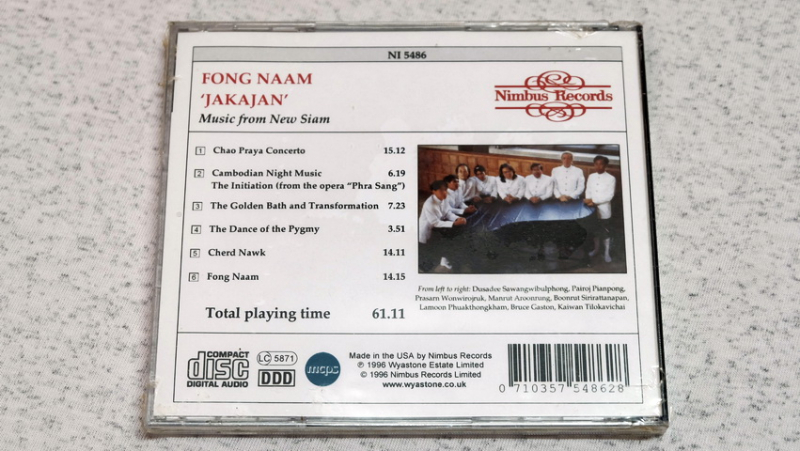 NI 5486
FONG NAAM
'JAKAJAN'
Music from New Siam
Nimbus Records
1 Chao Praya Concerto 15.12
2 Cambodian Night Music 6.19
The Initiation (from the opera "Phra Sang")
3 The Golden Bath and Transformation 7.23
4 The Dance of the Pygmy 3.51
5 Cherd Nawk 14.11
6 Fong Naam 14.15
Total playing time 61.11
From left to right: Dusadee Sawangwibulphong, Pairoj Pianpong,
Prasarn Wonwirojruk, Manrut Aroonrung, Boonrut Sirirattanapan,
Lamoon Phuakthongkham, Bruce Gaston, Kaiwan Tilokavichai
COMPACT
disc
DIGITAL AUDIO
LC 5871
DDD
mcps
Made in the USA by Nimbus Records
℗ 1996 Wyastone Estate Limited
© 1996 Nimbus Records Limited
www.wyastone.co.uk
0 710357 548628